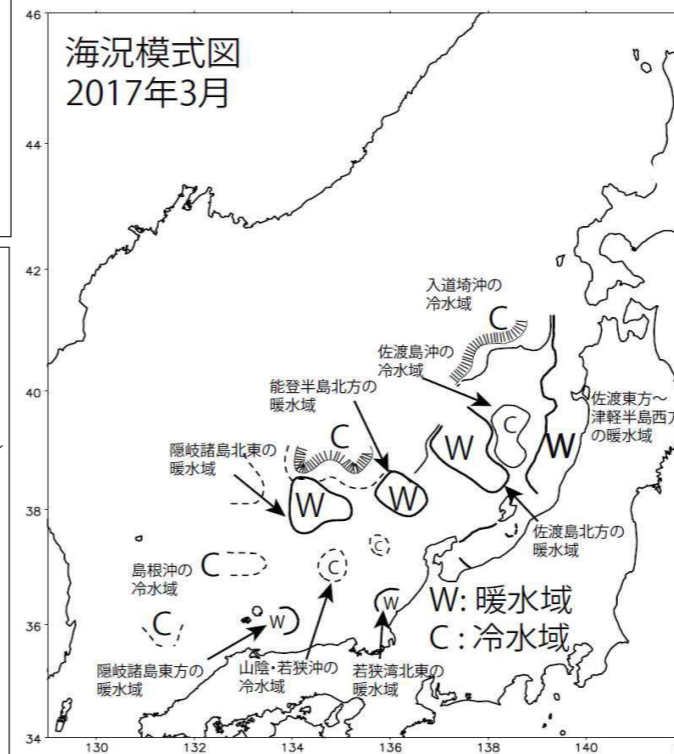 46
海況模式図
2017年3月
44
42
入道埼沖の
冷水域
C
佐渡島沖の
冷水域
40
能登半島北方の
暖水域
佐渡東方～
津軽半島西方
の暖水域
C
C
W
W
隠岐諸島北東の
暖水域
W
W
38
佐渡島北方の
暖水域
C
島根沖の
冷水域
C
C
W: 暖水域
C : 冷水域
W
36
C
W
隠岐諸島東方の
暖水域
山陰・若狭沖の
冷水域
若狭湾北東の
暖水域
34
130
132
134
136
138
140